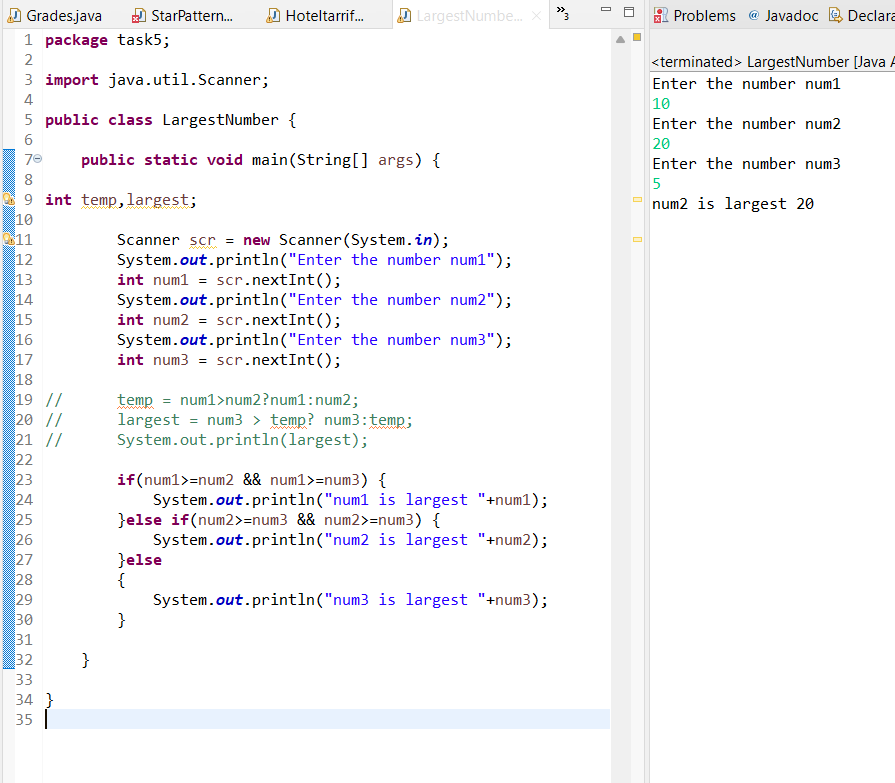 Grades.java StarPattern... Hoteltarrif... LargestNumbe... »3
Problems @ Javadoc Declara
<terminated> LargestNumber [Java A
1 package task5;
2
3 import java.util.Scanner;
4
5 public class LargestNumber {
6
7 public static void main(String[] args) {
8
9 int temp,largest;
10
11 Scanner scr = new Scanner(System.in);
12 System.out.println("Enter the number num1");
13 int num1 = scr.nextInt();
14 System.out.println("Enter the number num2");
15 int num2 = scr.nextInt();
16 System.out.println("Enter the number num3");
17 int num3 = scr.nextInt();
18
19 // temp = num1>num2?num1:num2;
20 // largest = num3 > temp? num3:temp;
21 // System.out.println(largest);
22
23 if(num1>=num2 && num1>=num3) {
24 System.out.println("num1 is largest "+num1);
25 }else if(num2>=num3 && num2>=num3) {
26 System.out.println("num2 is largest "+num2);
27 }else
28 {
29 System.out.println("num3 is largest "+num3);
30 }
31
32 }
33
34 }
35
Enter the number num1
10
Enter the number num2
20
Enter the number num3
5
num2 is largest 20